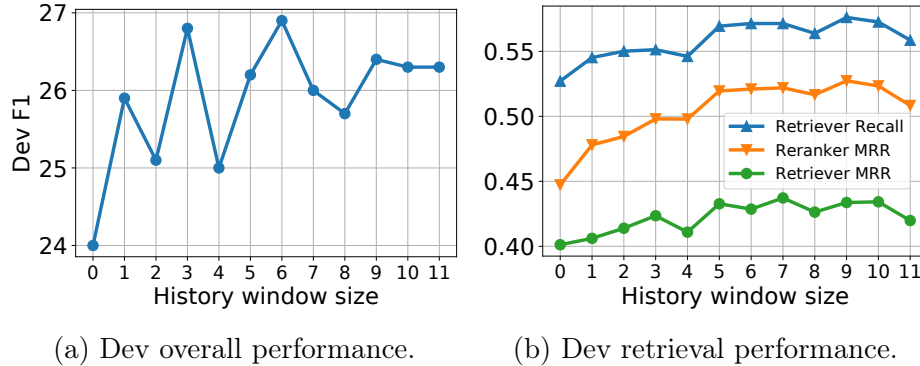 27
26
25
24
Dev F1
0 1 2 3 4 5 6 7 8 9 10 11
History window size
(a) Dev overall performance.
0.55
0.50
0.45
0.40
Retriever Recall
Reranker MRR
Retriever MRR
0 1 2 3 4 5 6 7 8 9 10 11
History window size
(b) Dev retrieval performance.